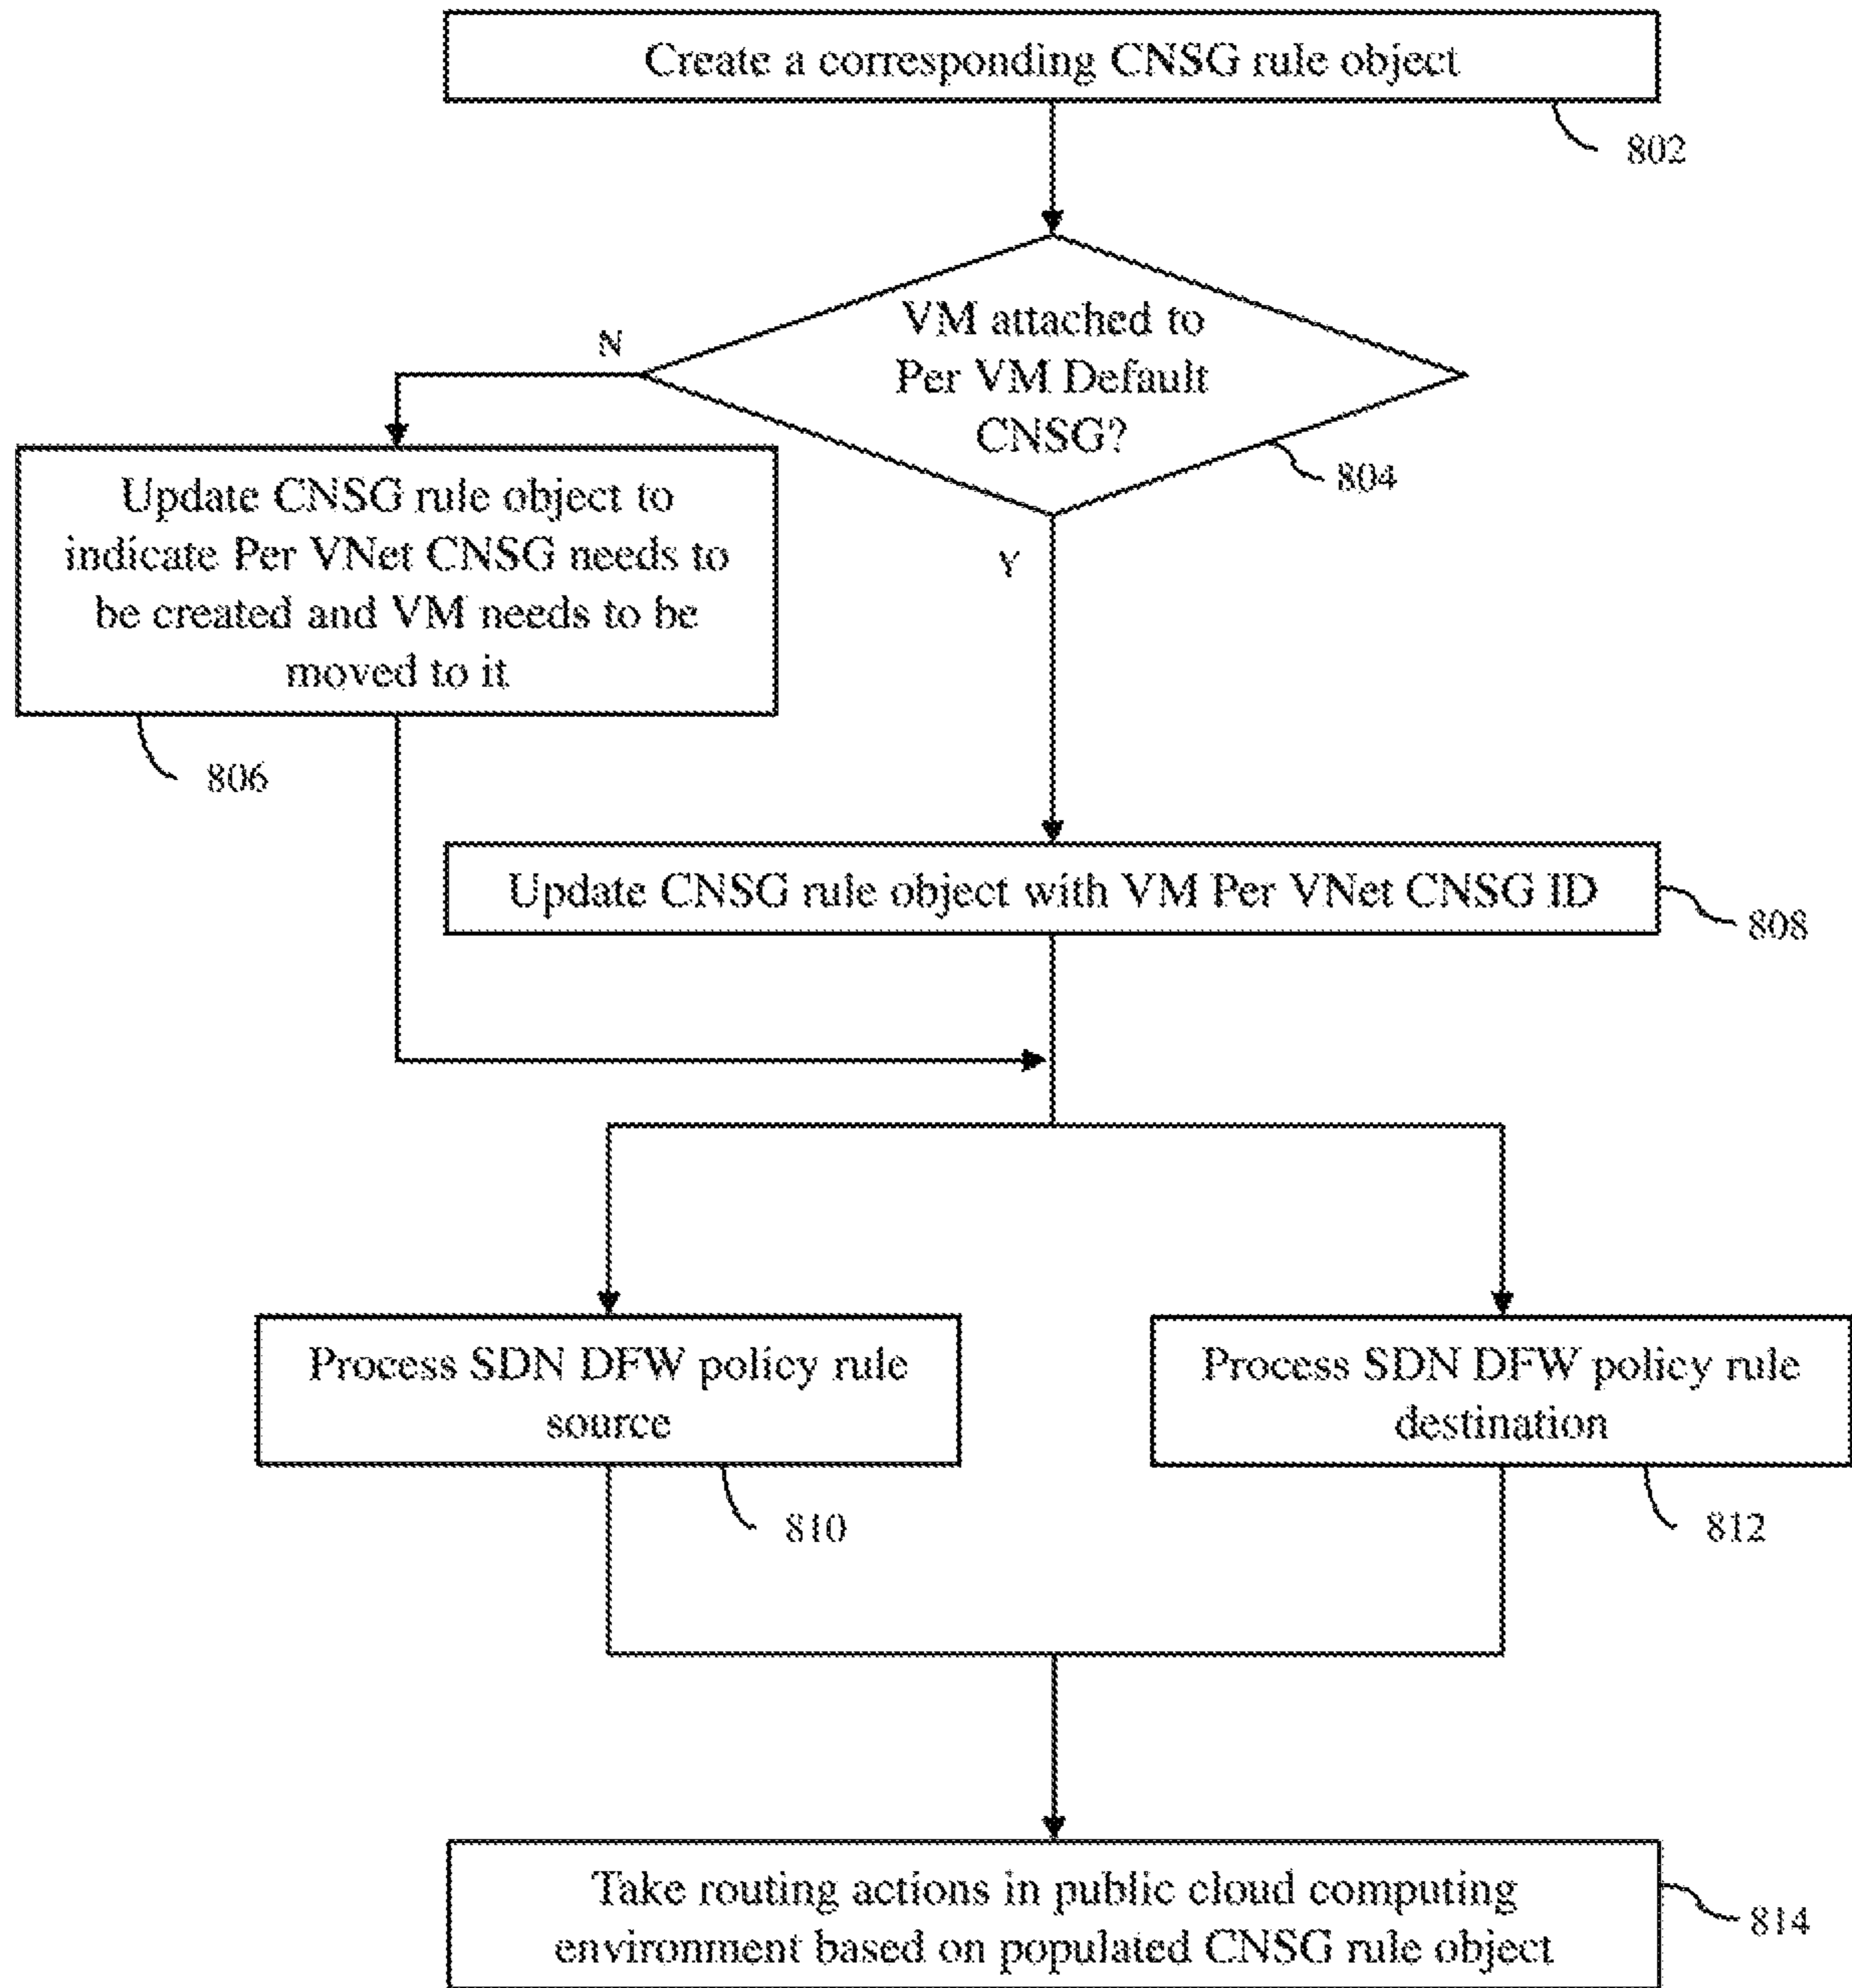 Create a corresponding CNSG rule object
802
VM attached to
Per VM Default
CNSG?
804
N
Y
Update CNSG rule object to
indicate Per VNet CNSG needs to
be created and VM needs to be
moved to it
806
Update CNSG rule object with VM Per VNet CNSG ID
808
Process SDN DFW policy rule
source
810
Process SDN DFW policy rule
destination
812
Take routing actions in public cloud computing
environment based on populated CNSG rule object
814